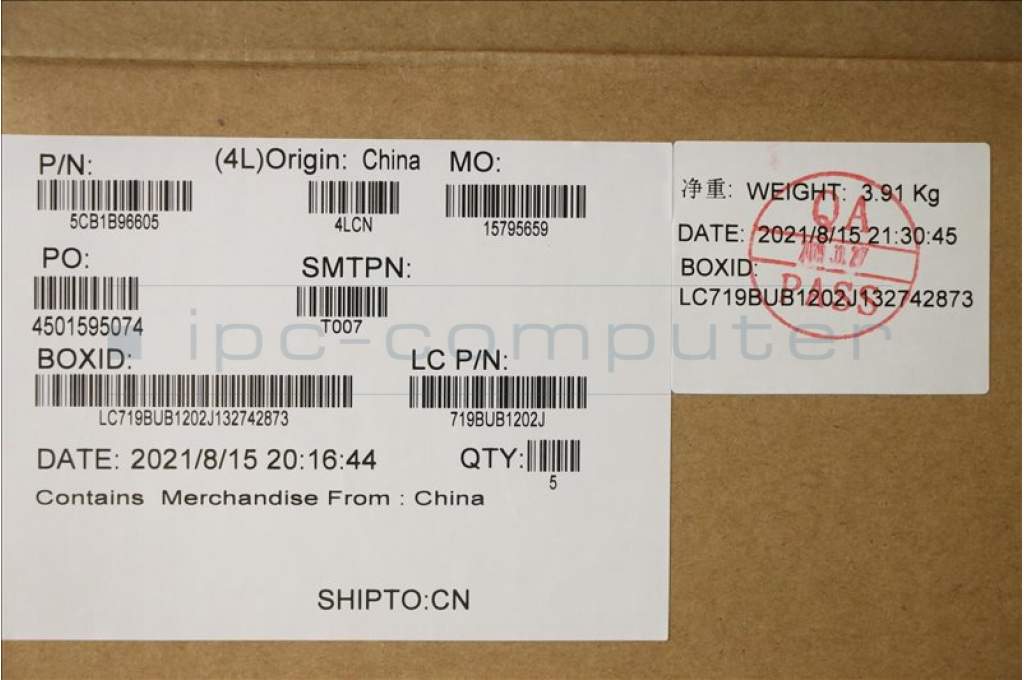 P/N:
5CB1B96605
(4L)Origin: China
4LCN
MO:
15795659
PO:
4501595074
SMTPN:
T007
BOXID:
LC719BUB1202J132742873
LC P/N:
719BUB1202J
DATE: 2021/8/15 20:16:44
QTY:
5
Contains Merchandise From : China
SHIPTO:CN
净重: WEIGHT: 3.91 Kg
DATE: 2021/8/15 21:30:45
BOXID:
LC719BUB1202J132742873
QA
PASS
ipc-computer